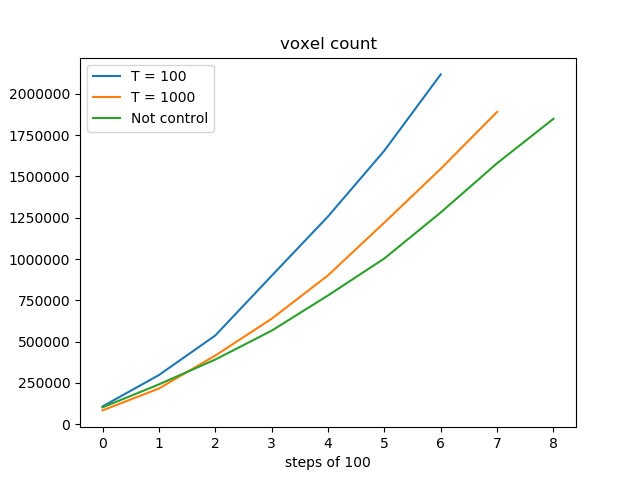 voxel count
T = 100
T = 1000
Not control
2000000
1750000
1500000
1250000
1000000
750000
500000
250000
0
0 1 2 3 4 5 6 7 8
steps of 100